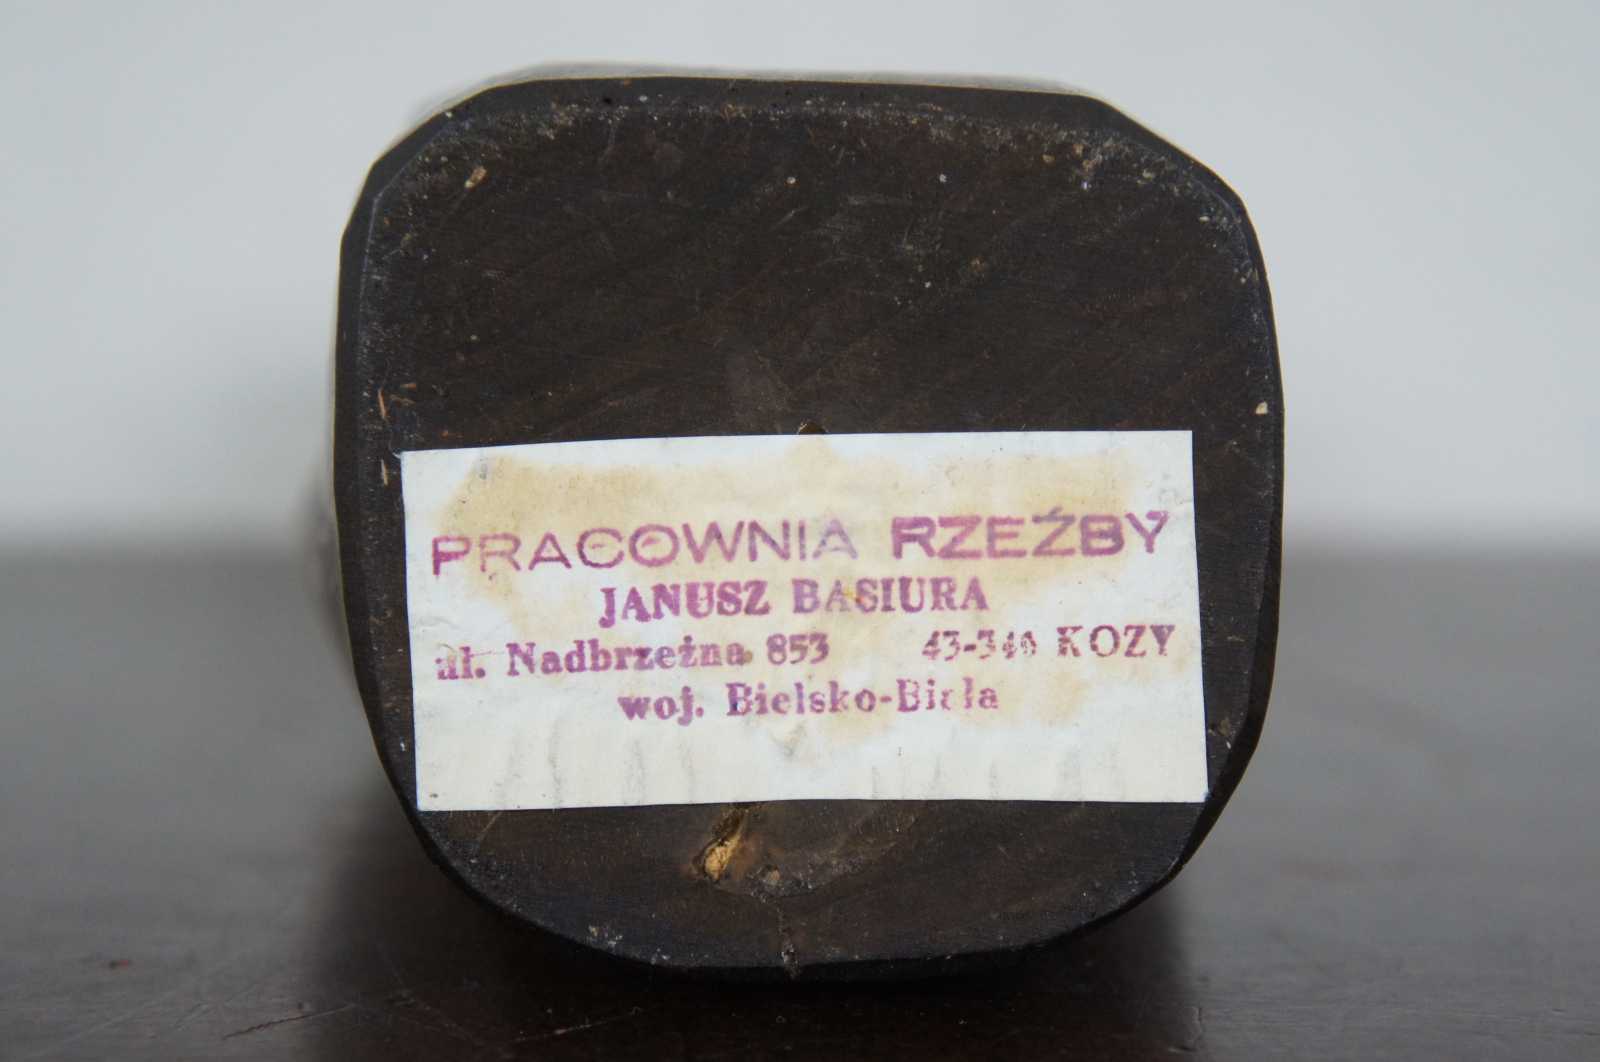 PRACOWNIA RZEŹBY
JANUSZ BASIURA
ul. Nadbrzeżna 853 43-340 KOZY
woj. Bielsko-Biała